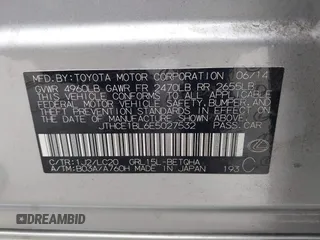 MFD.BY:TOYOTA MOTOR CORPORATION 06/14
GVWR 4960LB GAWR FR 2470LB RR 2655LB
THIS VEHICLE CONFORMS TO ALL APPLICABLE
FEDERAL MOTOR VEHICLE SAFETY, BUMPER, AND
THEFT PREVENTION STANDARDS IN EFFECT ON
THE DATE OF MANUFACTURE SHOWN ABOVE.
JTHCE1BL6E5027532 PASS.CAR
C/TR:1J2/LC20 GRL15L-BETQHA
A/TM:B03A/A760H MADE IN JAPAN 193 C
DREAMBID